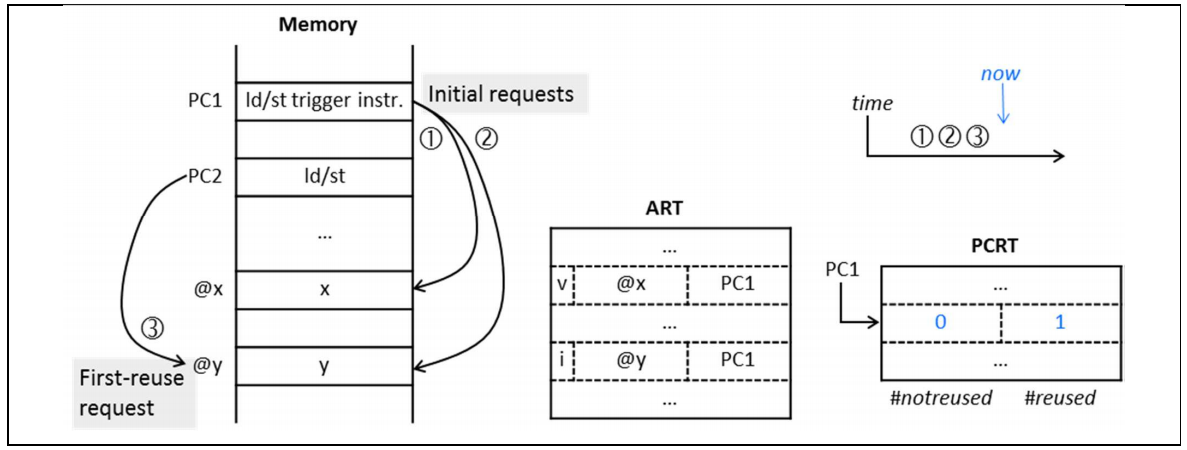 Memory
PC1
ld/st trigger instr.
Initial requests
① ②
PC2
ld/st
...
@x
x
③
@y
y
First-reuse
request
now
time
①②③
ART
...
v @x PC1
...
i @y PC1
...
PCRT
PC1
...
0 1
...
#notreused #reused